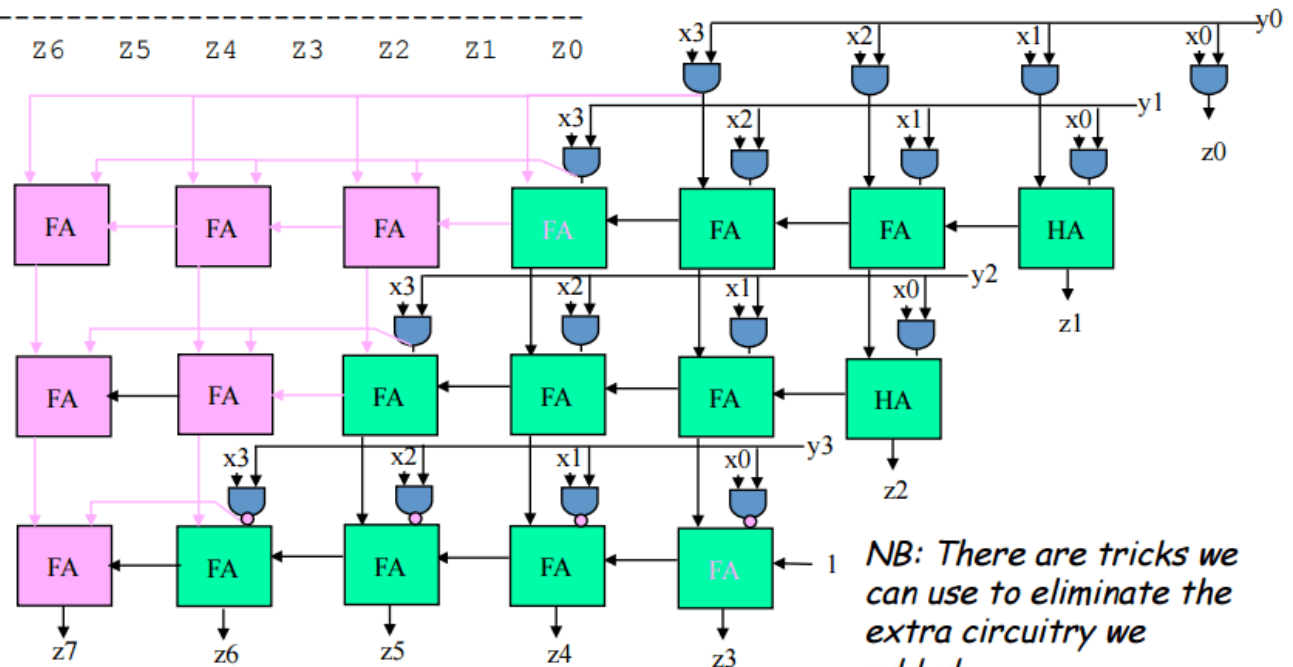 y0
x3 x2 x1 x0
Z6 Z5 Z4 Z3 Z2 Z1 Z0
y1
x3 x2 x1 x0
z0
FA FA FA FA FA FA HA
y2
x3 x2 x1 x0
z1
FA FA FA FA FA HA
y3
x3 x2 x1 x0
z2
FA FA FA FA FA 1
z7 z6 z5 z4 z3
NB: There are tricks we
can use to eliminate the
extra circuitry we